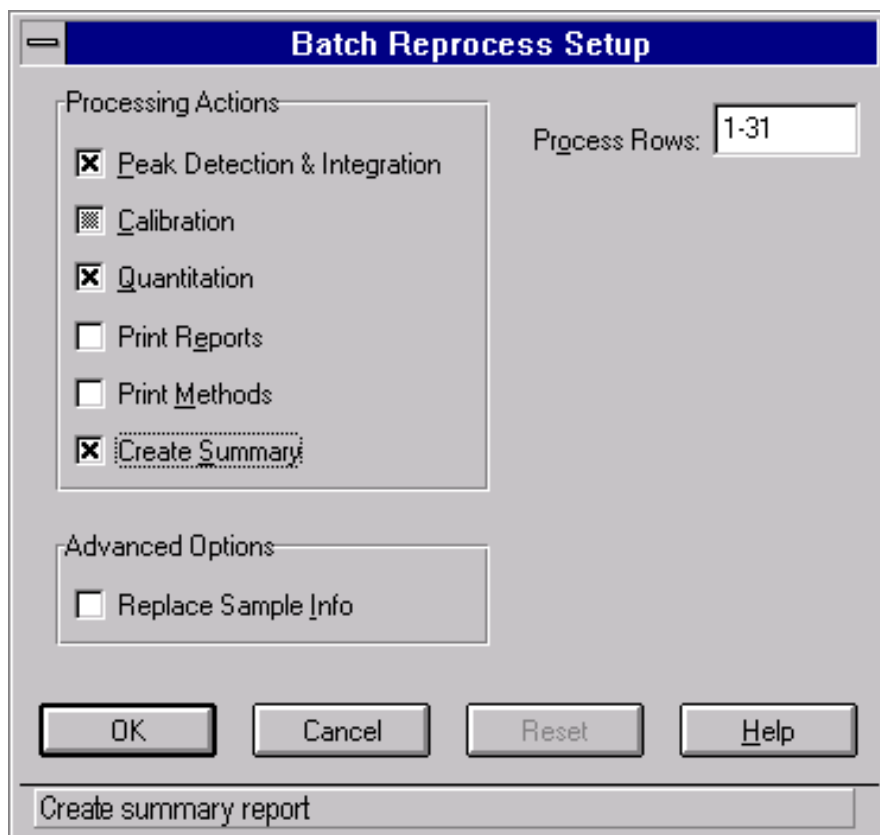 Batch Reprocess Setup
Processing Actions
Peak Detection & Integration
Calibration
Quantitation
Print Reports
Print Methods
Create Summary
Process Rows: 1-31
Advanced Options
Replace Sample Info
OK Cancel Reset Help
Create summary report